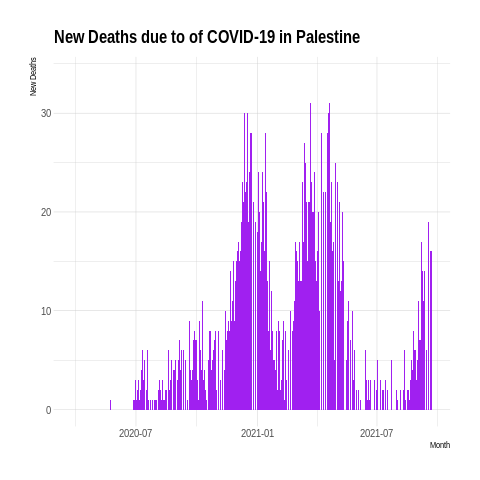 New Deaths due to of COVID-19 in Palestine
New Deaths
30
20
10
0
2020-07
2021-01
2021-07
Month